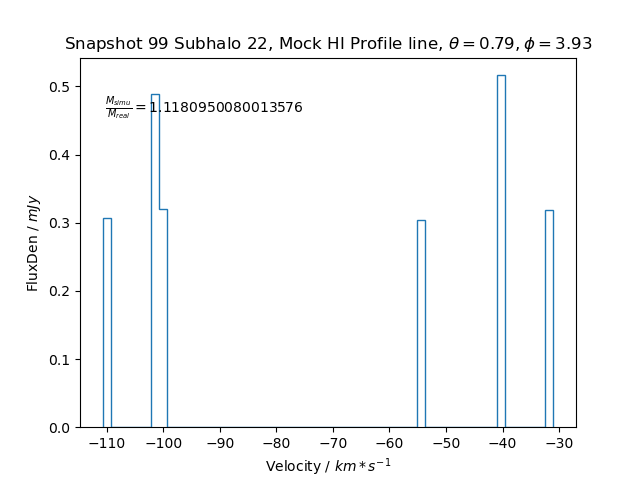 Snapshot 99 Subhalo 22, Mock HI Profile line, θ = 0.79, ϕ = 3.93
M_simu/M_real = 1.1180950080013576
FluxDen / mJy
0.5
0.4
0.3
0.2
0.1
0.0
−110 −100 −90 −80 −70 −60 −50 −40 −30
Velocity / km * s^−1